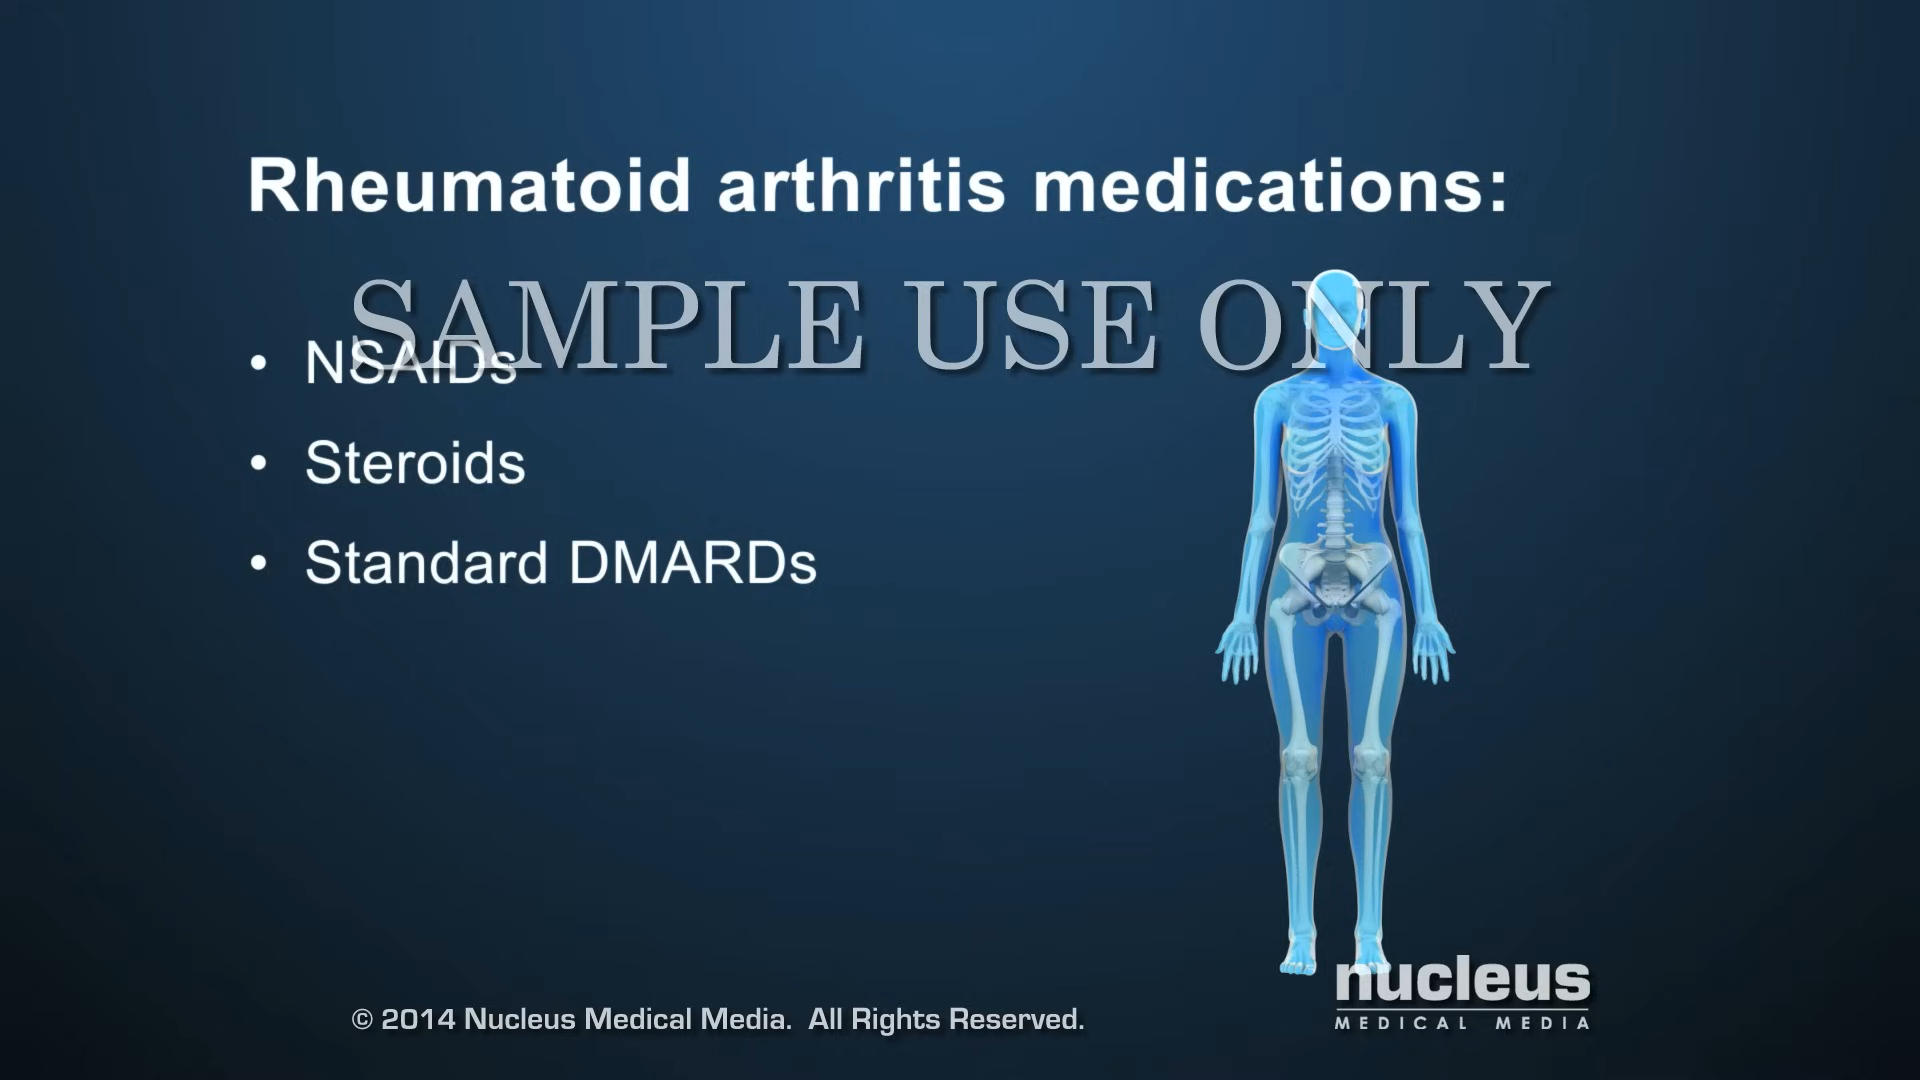 Rheumatoid arthritis medications:
SAMPLE USE ONLY
• NSAIDs
• Steroids
• Standard DMARDs
© 2014 Nucleus Medical Media. All Rights Reserved.
nucleus
MEDICAL MEDIA